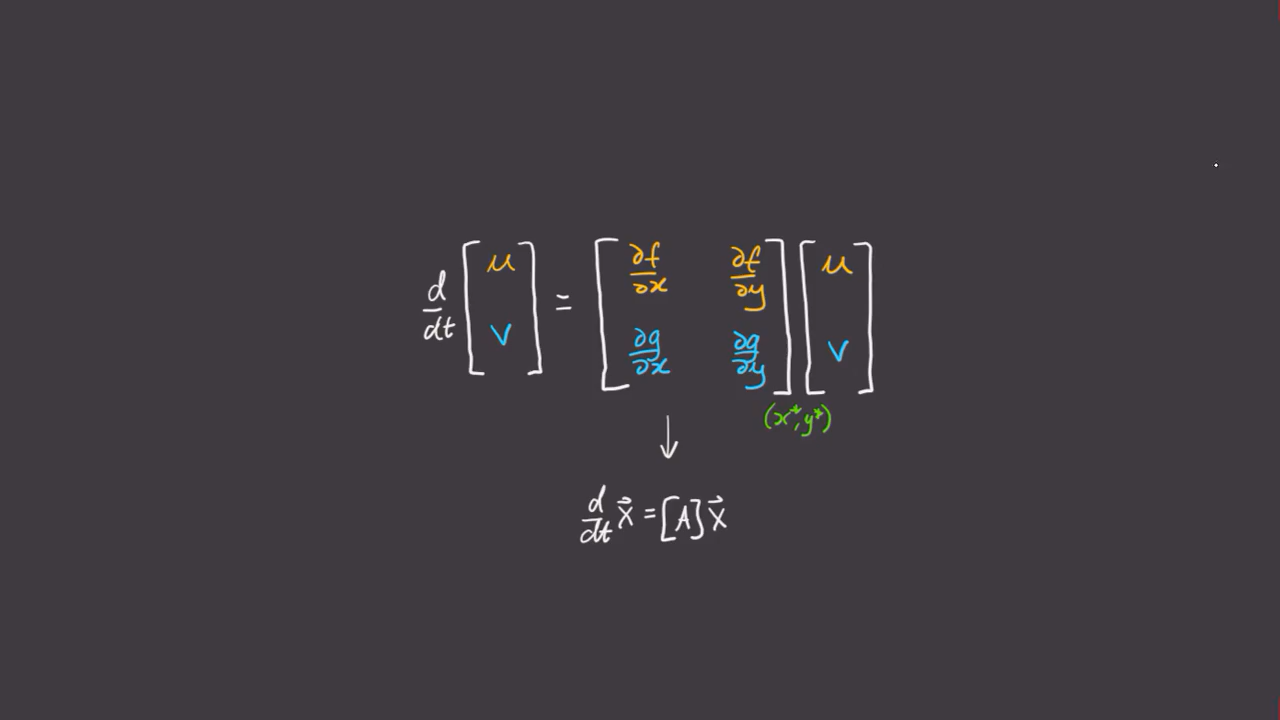 d/dt [u; v] = [∂f/∂x ∂f/∂y; ∂g/∂x ∂g/∂y] [u; v]
(x*, y*)
↓
d/dt x⃗ = [A] x⃗